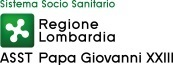 Sistema Socio Sanitario
Regione
Lombardia
ASST Papa Giovanni XXIII